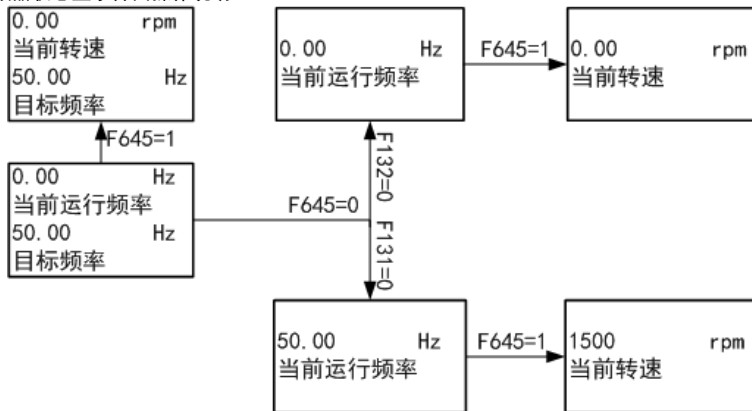 0.00 rpm
当前转速
50.00 Hz
目标频率
F645=1
0.00 Hz
当前运行频率
50.00 Hz
目标频率
F645=0
F132=0
F131=0
0.00 Hz
当前运行频率
F645=1
0.00 rpm
当前转速
50.00 Hz
当前运行频率
F645=1
1500 rpm
当前转速